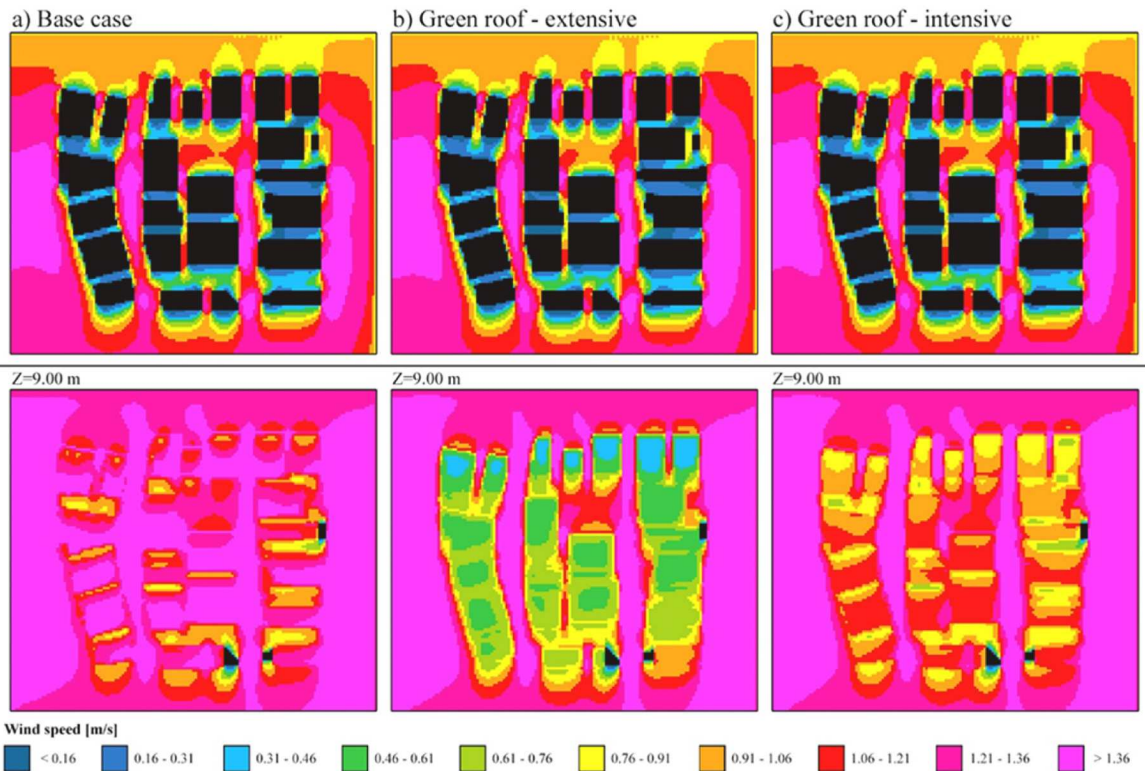 a) Base case b) Green roof - extensive c) Green roof - intensive
Z=9.00 m Z=9.00 m Z=9.00 m
Wind speed [m/s]
< 0.16 0.16 - 0.31 0.31 - 0.46 0.46 - 0.61 0.61 - 0.76 0.76 - 0.91 0.91 - 1.06 1.06 - 1.21 1.21 - 1.36 > 1.36